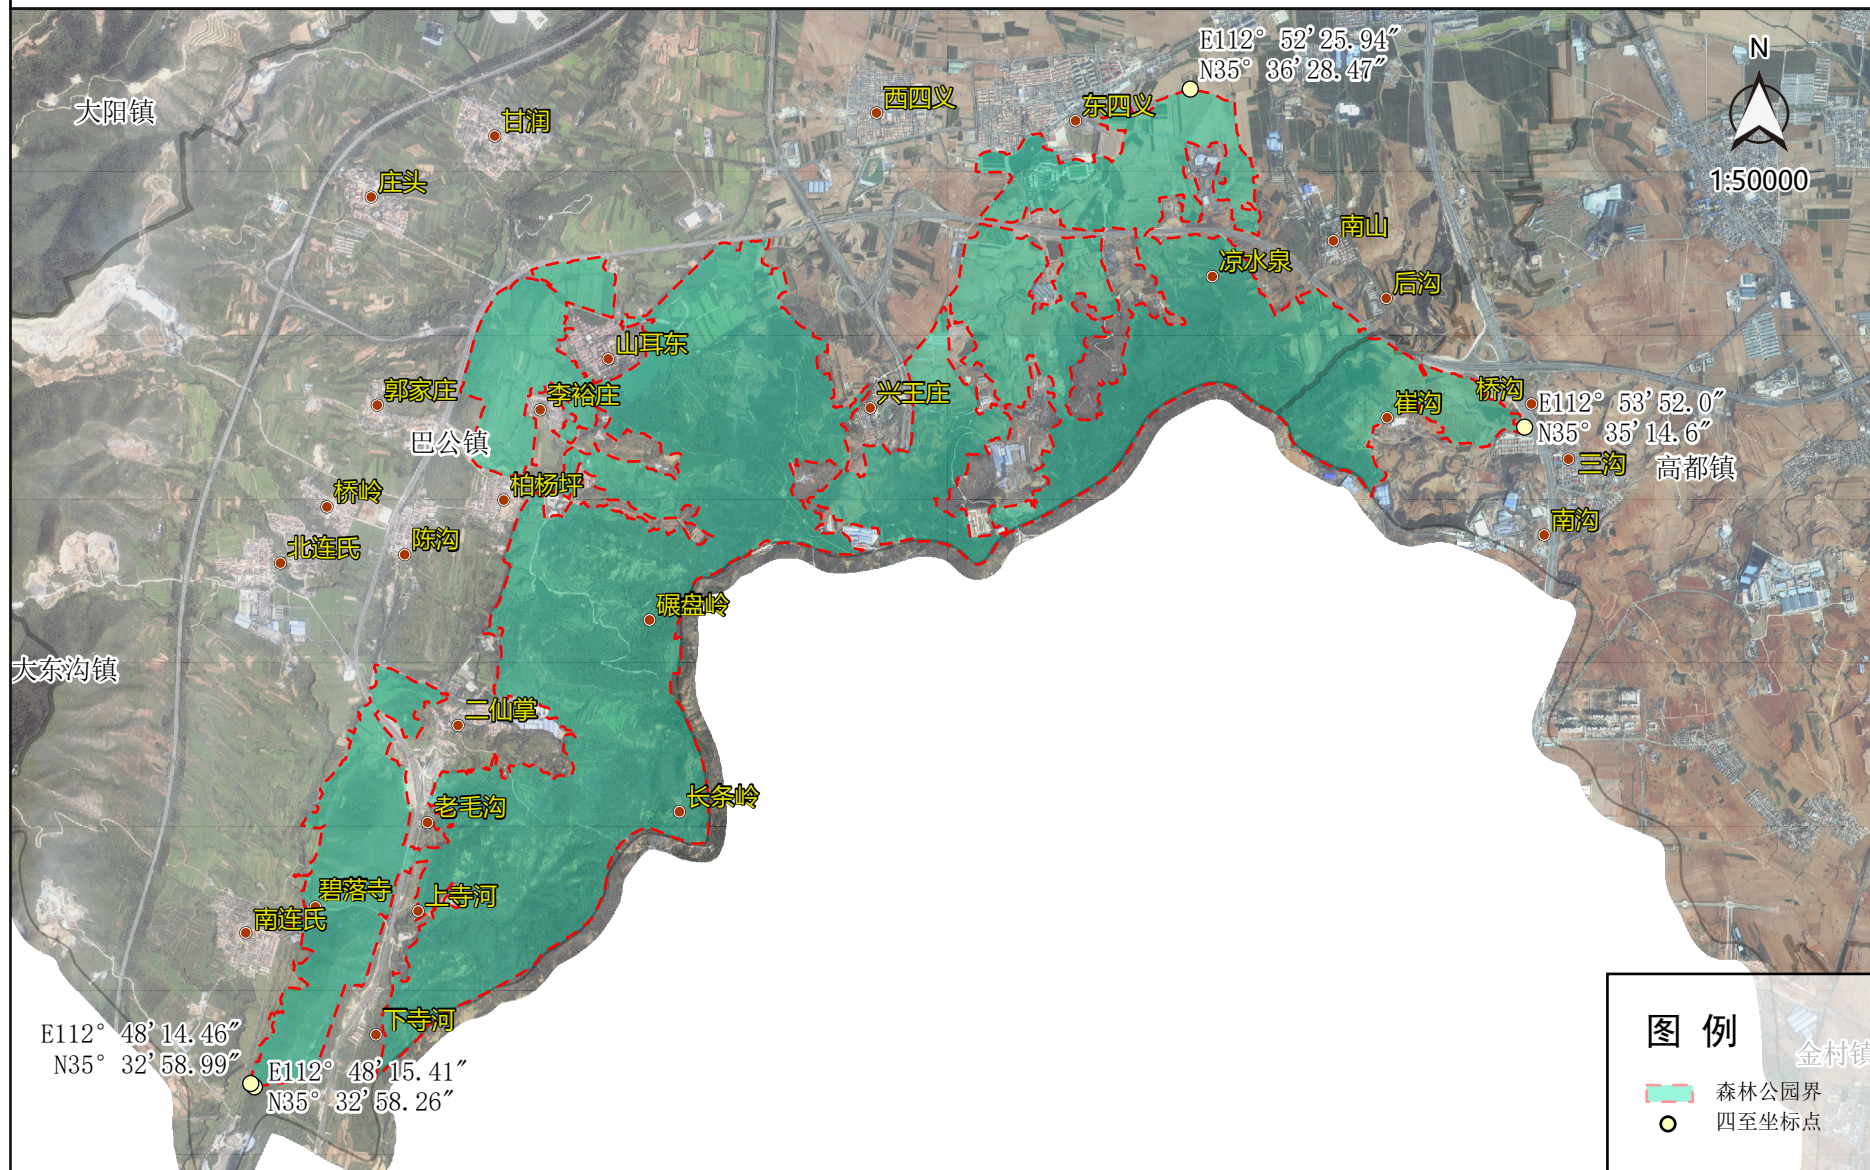 E112° 52′25.94″
N35° 36′28.47″
N
1:50000
大阳镇
甘润
西四义
东四义
庄头
南山
凉水泉
后沟
山耳东
郭家庄
李裕庄
兴王庄
崔沟
桥沟
E112° 53′52.0″
N35° 35′14.6″
巴公镇
三沟
高都镇
桥岭
柏杨坪
南沟
北连氏
陈沟
碾盘岭
大东沟镇
二仙掌
长条岭
老毛沟
碧落寺
上寺河
南连氏
下寺河
E112° 48′14.46″
N35° 32′58.99″
E112° 48′15.41″
N35° 32′58.26″
图 例
金村镇
森林公园界
四至坐标点